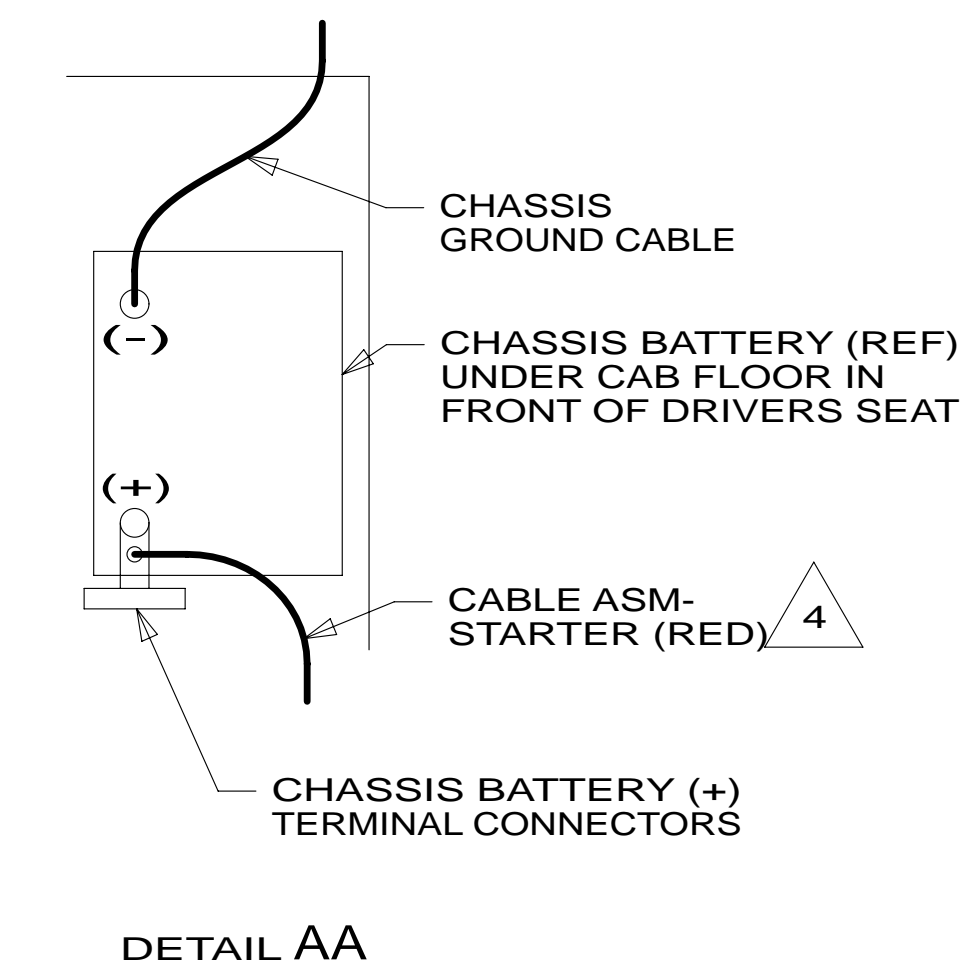 CHASSIS
GROUND CABLE
(-)
CHASSIS BATTERY (REF)
UNDER CAB FLOOR IN
FRONT OF DRIVERS SEAT
(+)
CABLE ASM-
STARTER (RED)
4
CHASSIS BATTERY (+)
TERMINAL CONNECTORS
DETAIL AA